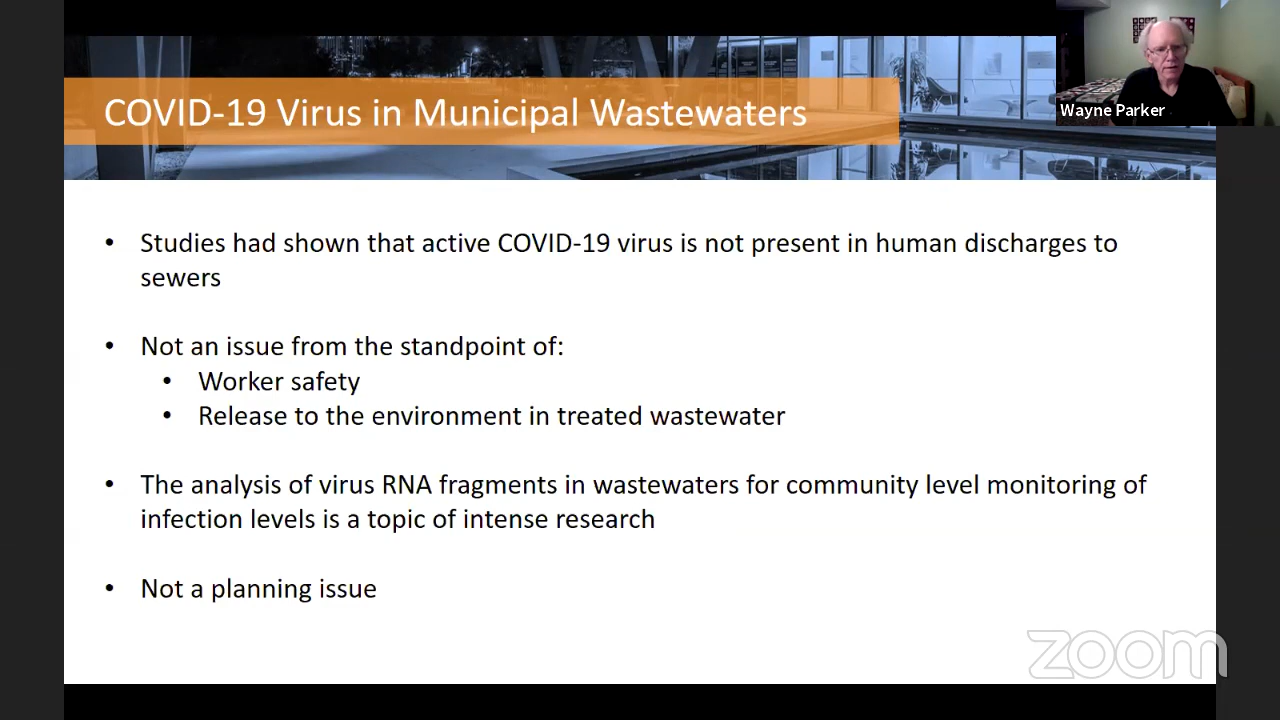 COVID-19 Virus in Municipal Wastewaters
Wayne Parker
• Studies had shown that active COVID-19 virus is not present in human discharges to
sewers
• Not an issue from the standpoint of:
• Worker safety
• Release to the environment in treated wastewater
• The analysis of virus RNA fragments in wastewaters for community level monitoring of
infection levels is a topic of intense research
• Not a planning issue
zoom